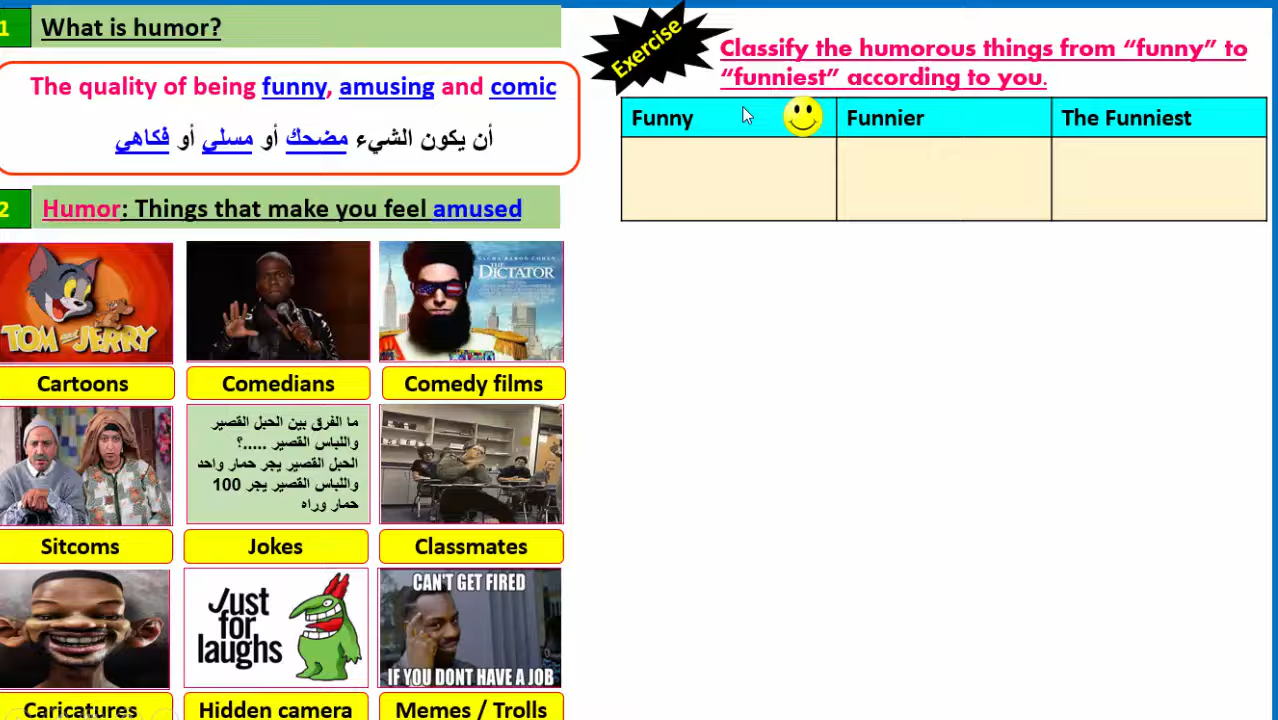 1
What is humor?
The quality of being funny, amusing and comic
أن يكون الشيء مضحك أو مسلي أو فكاهي
2
Humor: Things that make you feel amused
TOM and JERRY
SACHA BARON COHEN
THE
DICTATOR
Cartoons
Comedians
Comedy films
ما الفرق بين الحبل القصير
واللباس القصير .....؟
الحبل القصير يجر حمار واحد
واللباس القصير يجر 100
حمار وراه
Sitcoms
Jokes
Classmates
Just
for
laughs
CAN'T GET FIRED
IF YOU DONT HAVE A JOB
Caricatures
Hidden camera
Memes / Trolls
Exercise
Classify the humorous things from “funny” to
“funniest” according to you.
Funny
Funnier
The Funniest